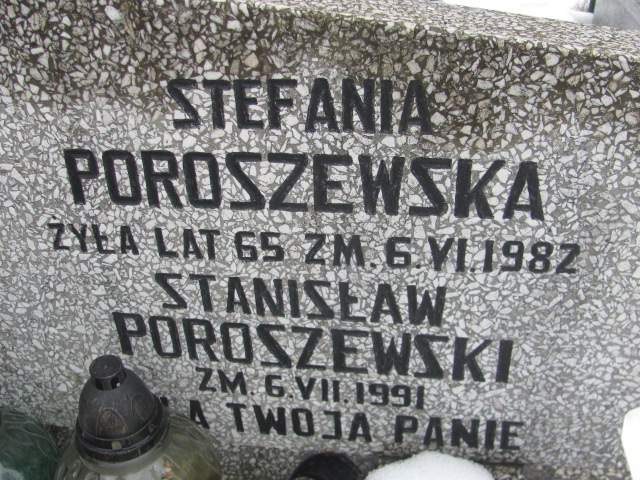 STEFANIA
POROSZEWSKA
ŻYŁA LAT 65 ZM. 6.VI.1982
STANISŁAW
POROSZEWSKI
ZM. 6.VII.1991
TWOJA PANIE